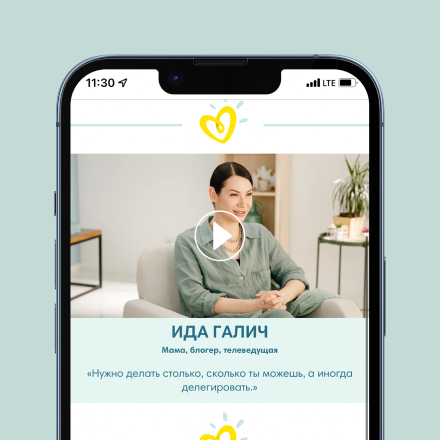 11:30 LTE
ИДА ГАЛИЧ
Мама, блогер, телеведущая
«Нужно делать столько, сколько ты можешь, а иногда
делегировать.»